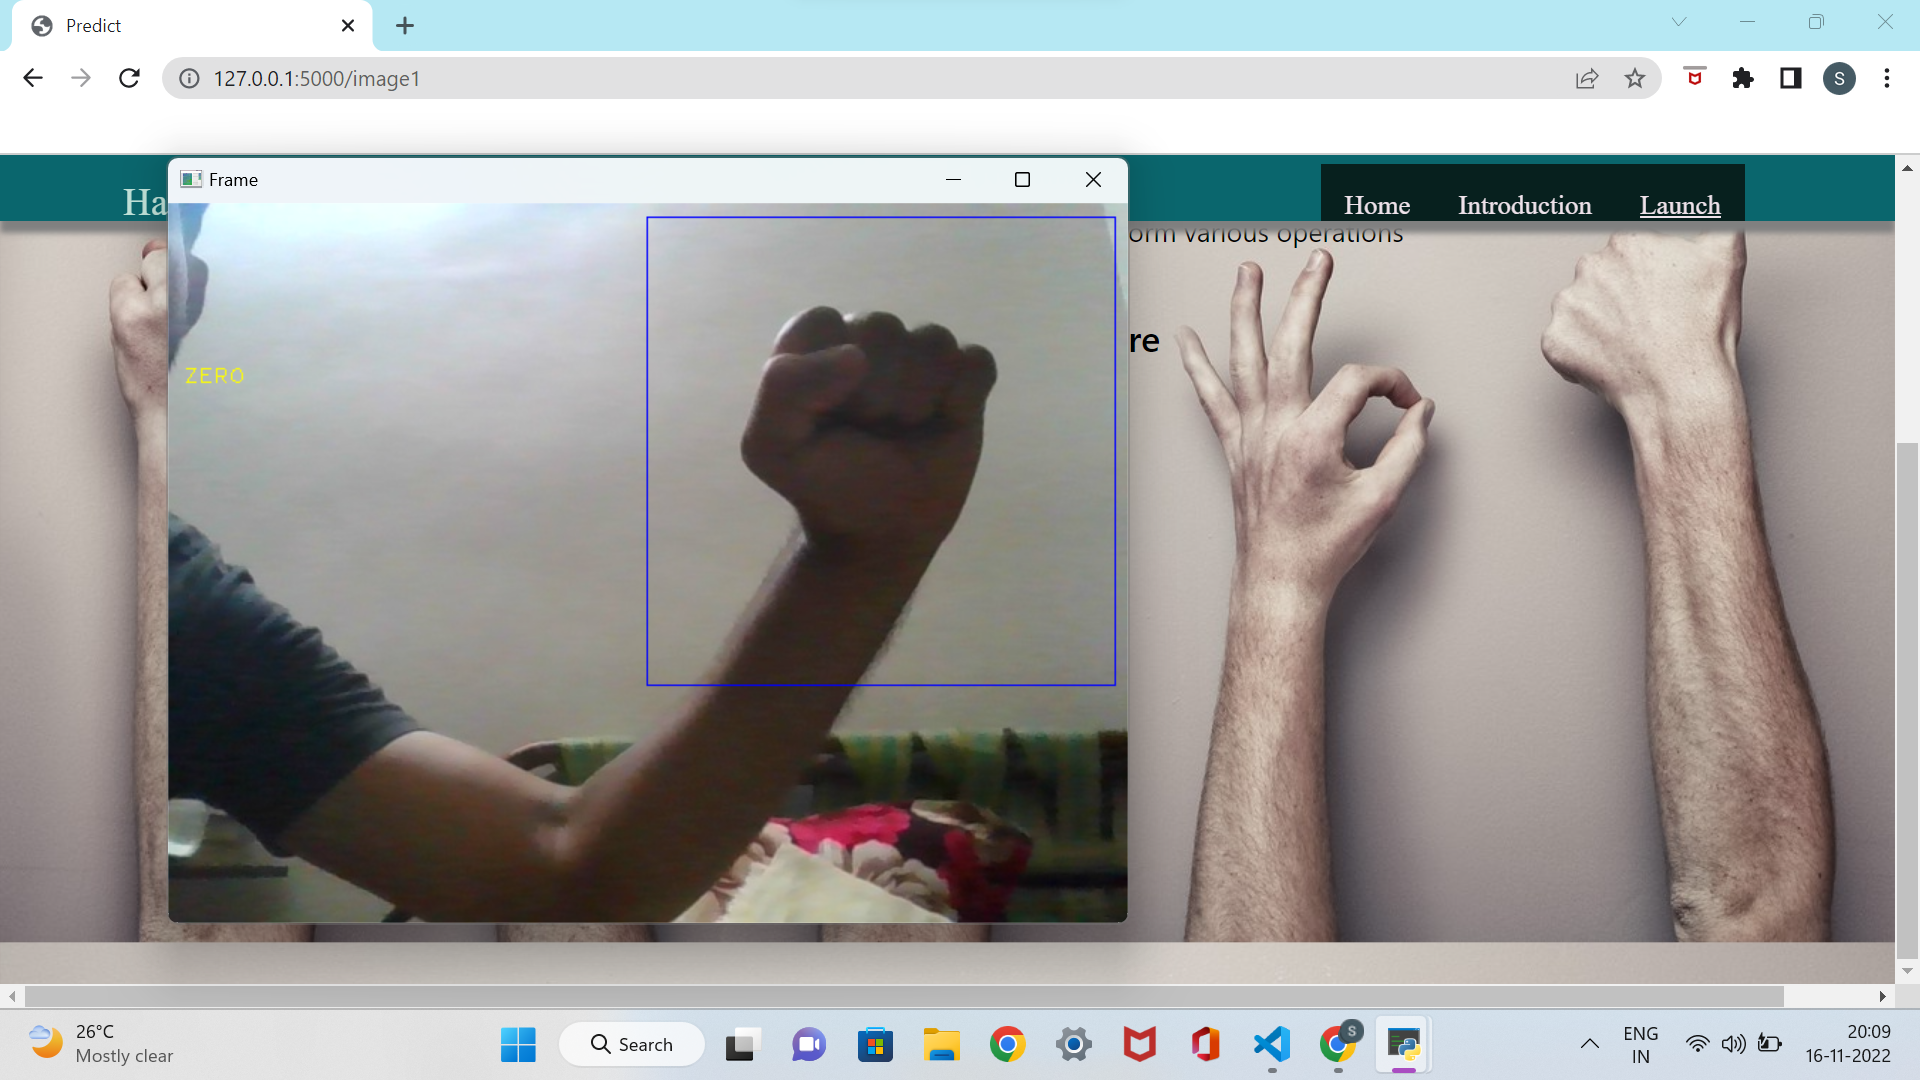 Predict
127.0.0.1:5000/image1
S
Frame
Ha
Home Introduction Launch
orm various operations
re
ZERO
26°C
Mostly clear
Search
S
ENG
IN
20:09
16-11-2022